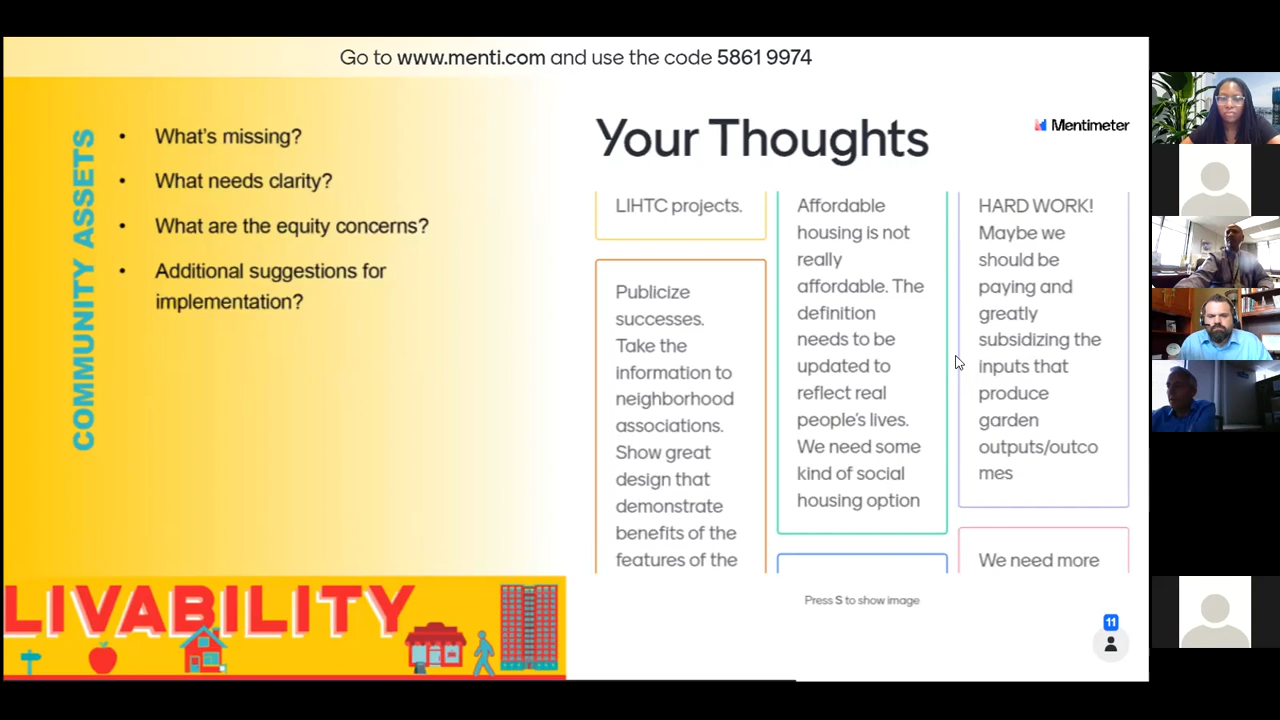 Go to www.menti.com and use the code 5861 9974
COMMUNITY ASSETS
• What's missing?
• What needs clarity?
• What are the equity concerns?
• Additional suggestions for
implementation?
LIVABILITY
Your Thoughts
Mentimeter
LIHTC projects.
Publicize
successes.
Take the
information to
neighborhood
associations.
Show great
design that
demonstrate
benefits of the
features of the
Affordable
housing is not
really
affordable. The
definition
needs to be
updated to
reflect real
people's lives.
We need some
kind of social
housing option
HARD WORK!
Maybe we
should be
paying and
greatly
subsidizing the
inputs that
produce
garden
outputs/outco
mes
We need more
Press S to show image
11